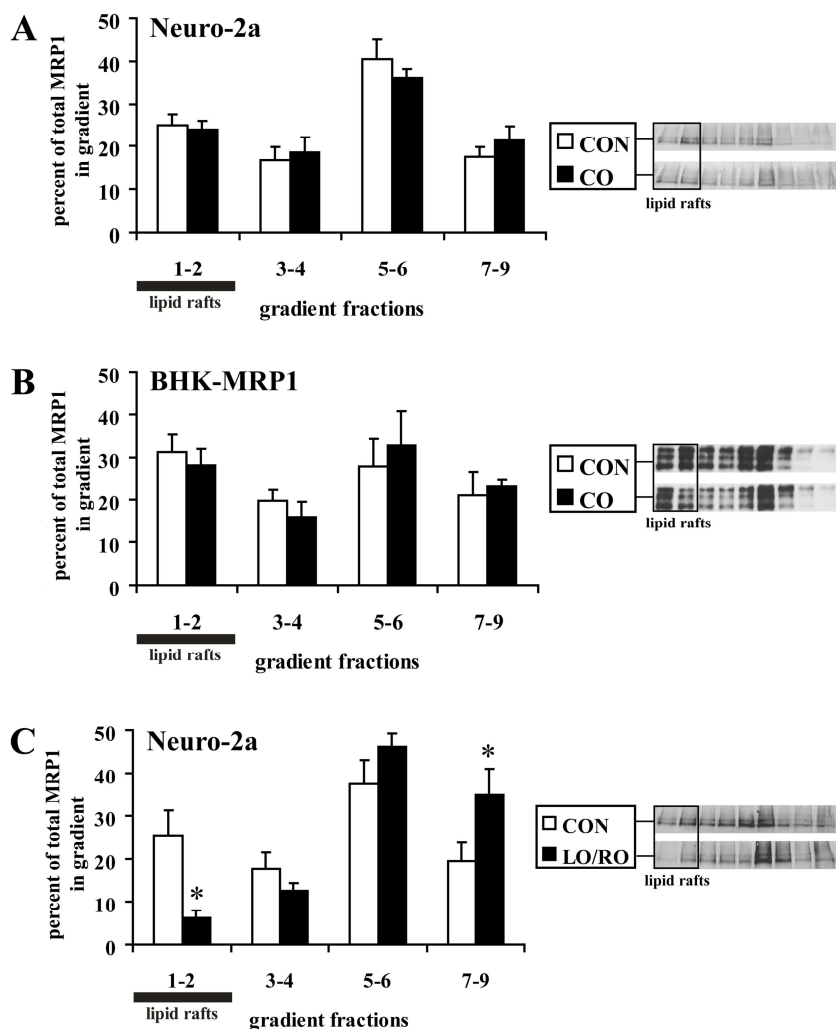 A
Neuro-2a
percent of total MRP1
in gradient
50
40
30
20
10
0
1-2
3-4
5-6
7-9
lipid rafts
gradient fractions
CON
CO
lipid rafts
B
BHK-MRP1
percent of total MRP1
in gradient
50
40
30
20
10
0
1-2
3-4
5-6
7-9
lipid rafts
gradient fractions
CON
CO
lipid rafts
C
Neuro-2a
percent of total MRP1
in gradient
50
40
30
20
10
0
*
*
1-2
3-4
5-6
7-9
lipid rafts
gradient fractions
CON
LO/RO
lipid rafts